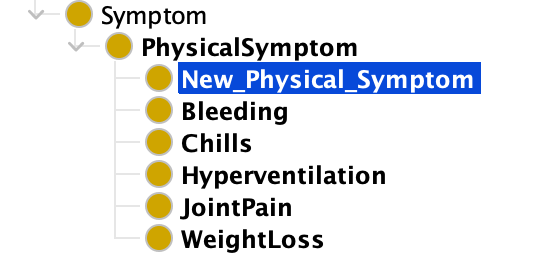 Symptom
PhysicalSymptom
New_Physical_Symptom
Bleeding
Chills
Hyperventilation
JointPain
WeightLoss